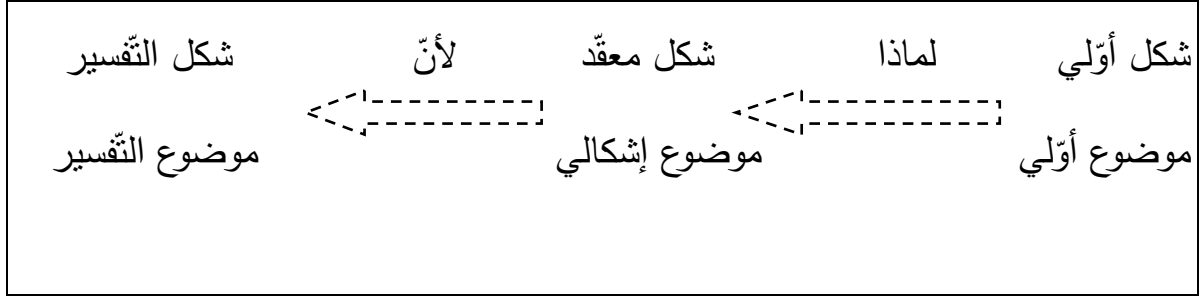 شكل أوّلي لماذا شكل معقّد لأنّ شكل التّفسير
موضوع أوّلي موضوع إشكالي موضوع التّفسير